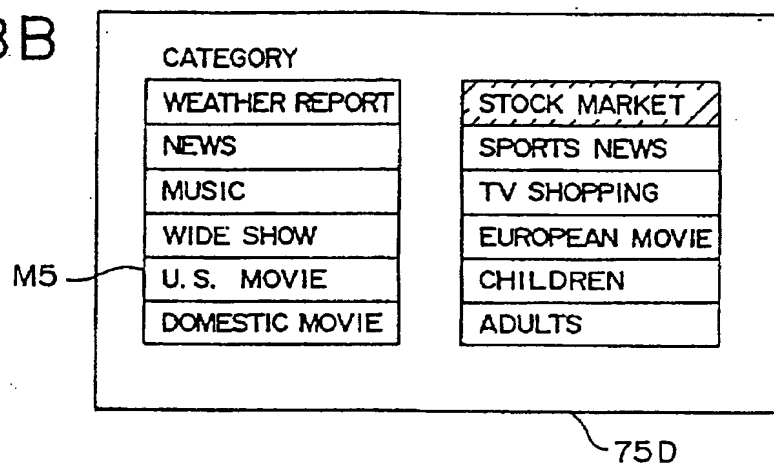 3B
CATEGORY
WEATHER REPORT
NEWS
MUSIC
WIDE SHOW
U.S. MOVIE
DOMESTIC MOVIE
STOCK MARKET
SPORTS NEWS
TV SHOPPING
EUROPEAN MOVIE
CHILDREN
ADULTS
M5
75D